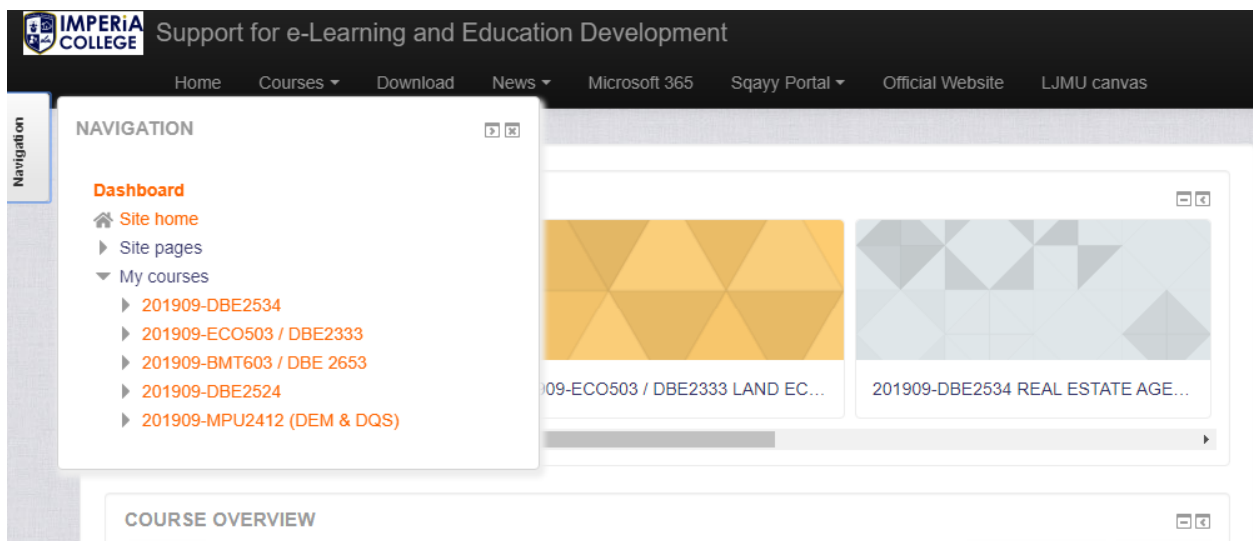 IMPERIA
COLLEGE
Support for e-Learning and Education Development
Home Courses Download News Microsoft 365 Sqayy Portal Official Website LJMU canvas
Navigation
NAVIGATION
Dashboard
Site home
Site pages
My courses
201909-DBE2534
201909-ECO503 / DBE2333
201909-BMT603 / DBE 2653
201909-DBE2524
201909-MPU2412 (DEM & DQS)
09-ECO503 / DBE2333 LAND EC...
201909-DBE2534 REAL ESTATE AGE...
COURSE OVERVIEW